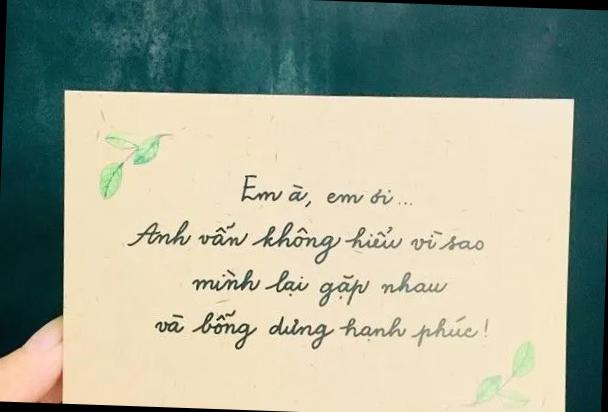 Em à, em ơi...
Anh vẫn không hiểu vì sao
mình lại gặp nhau
và bỗng dưng hạnh phúc!